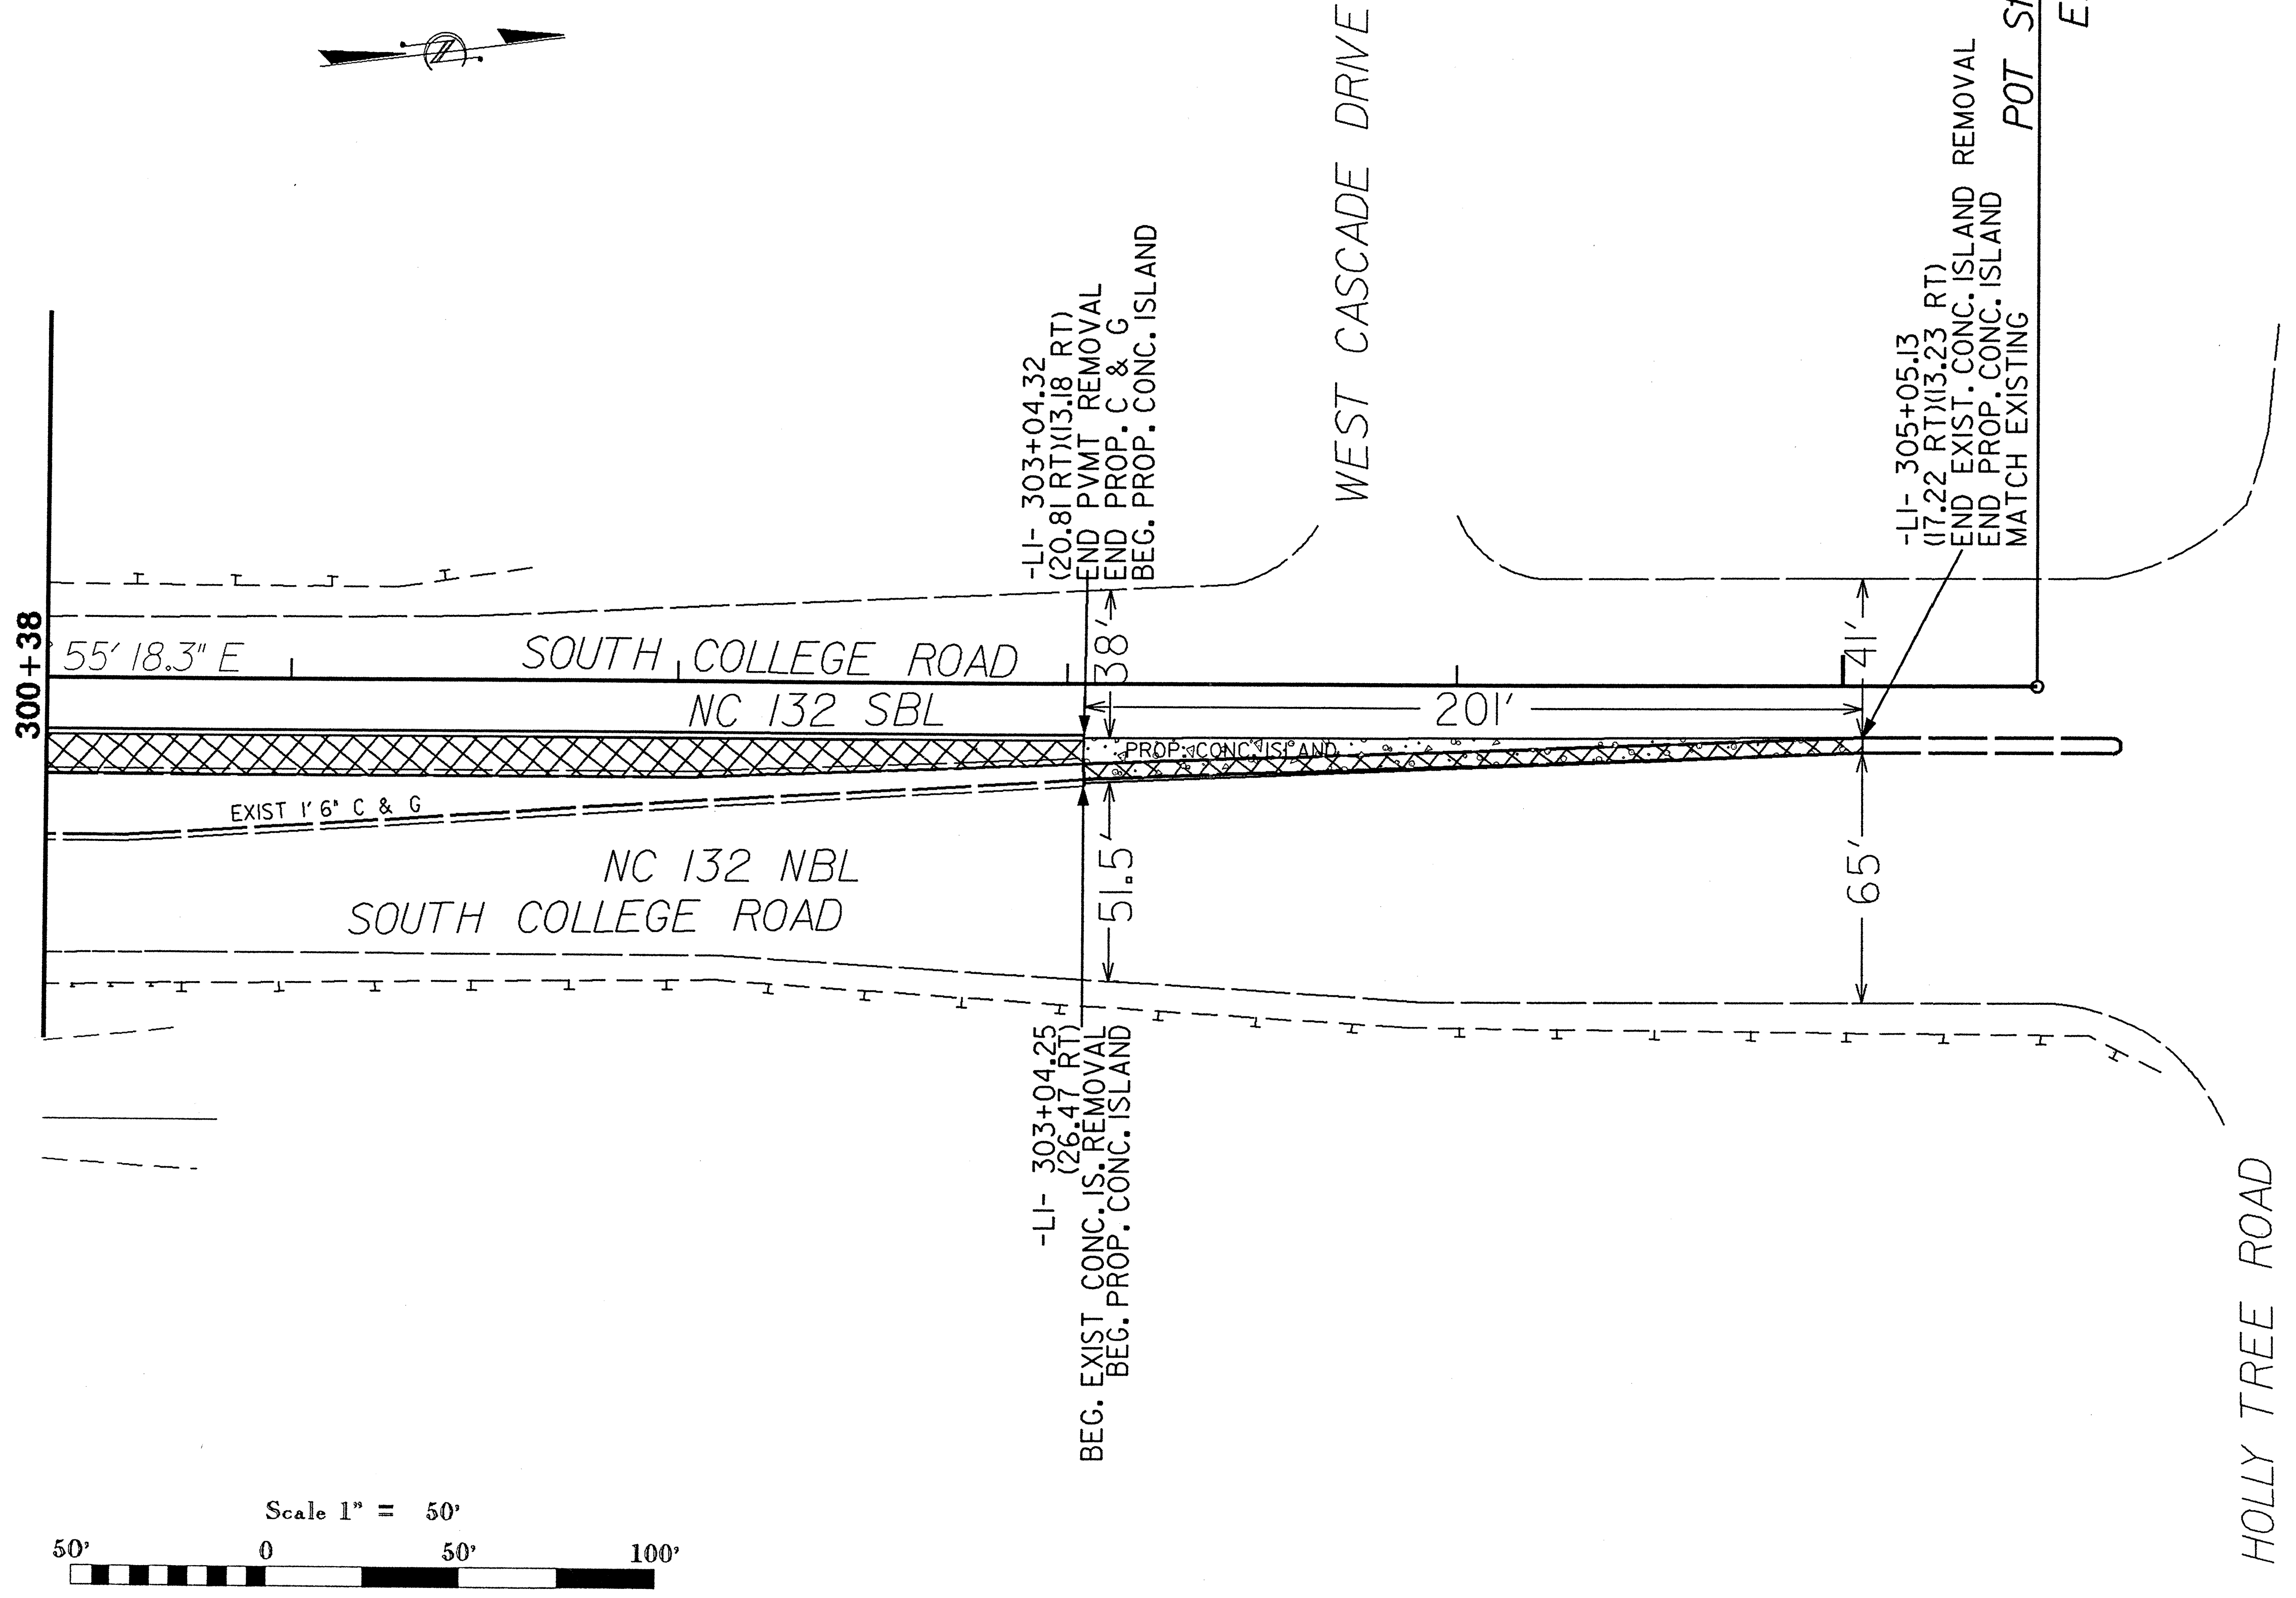 WEST CASCADE DRIVE
POT
-L1- 303+04.32
(20.81 RT)(13.18 RT)
END PVMT REMOVAL
END PROP. C & G
BEG. PROP. CONC. ISLAND
-L1- 305+05.13
(17.22 RT)(13.23 RT)
END EXIST. CONC. ISLAND REMOVAL
END PROP. CONC. ISLAND
MATCH EXISTING
300+38
55' 18.3" E
SOUTH COLLEGE ROAD
NC 132 SBL
38'
201'
41'
PROP. CONC. ISLAND
EXIST 1' 6" C & G
NC 132 NBL
SOUTH COLLEGE ROAD
51.5'
65'
-L1- 303+04.25
(26.47 RT)
BEG. EXIST CONC. IS. REMOVAL
BEG. PROP. CONC. ISLAND
HOLLY TREE ROAD
Scale 1" = 50'
50' 0 50' 100'